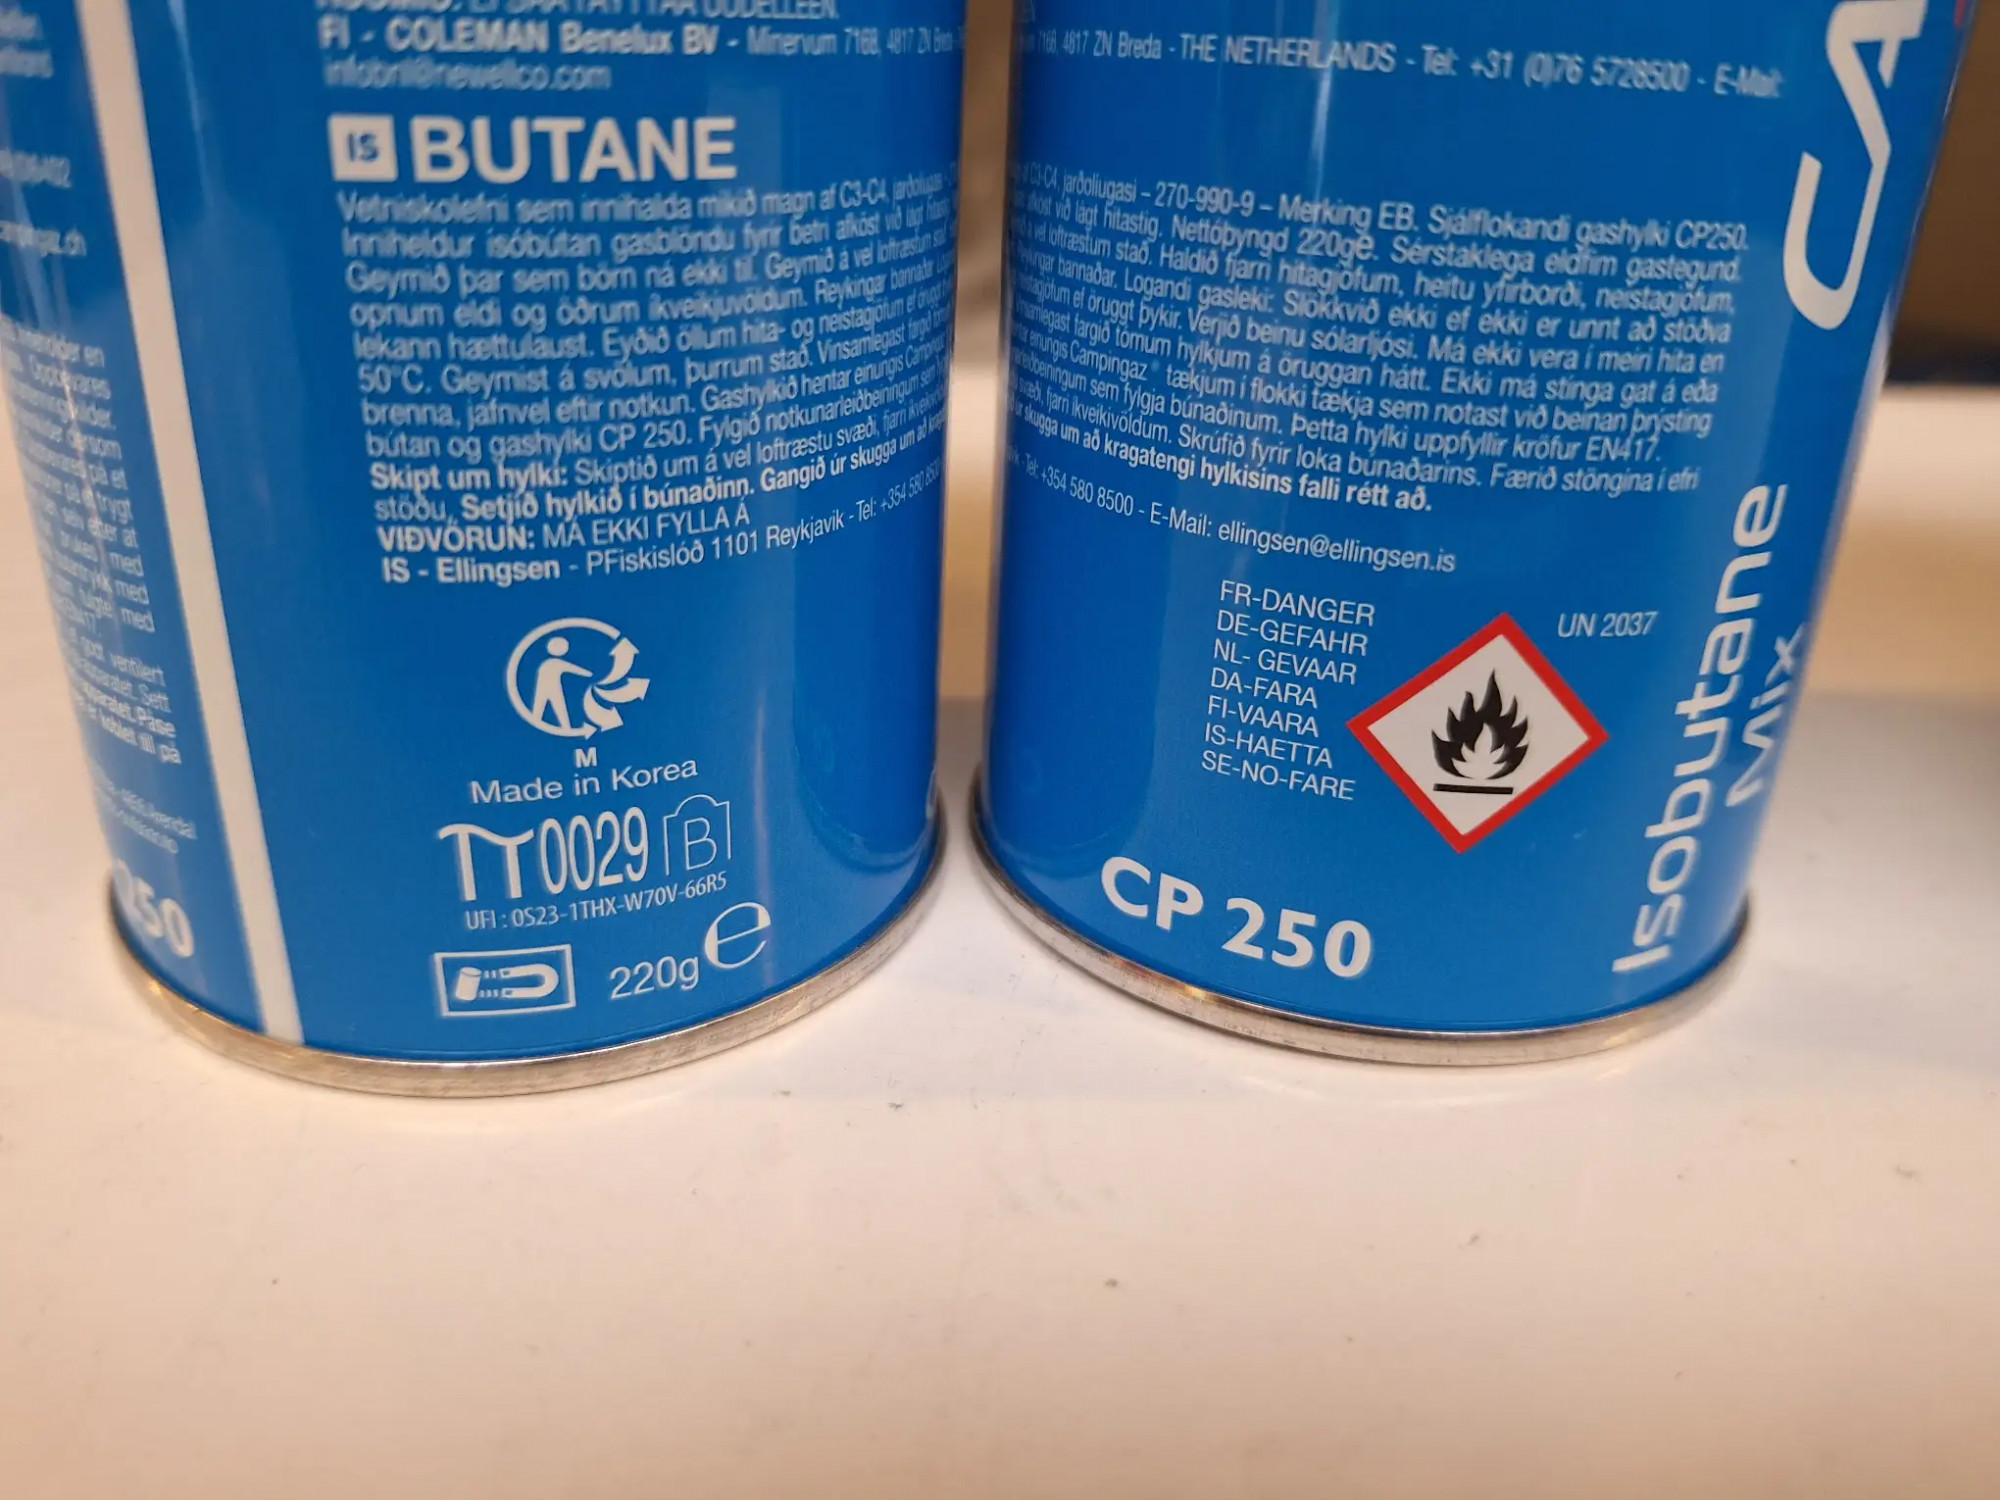 FI - COLEMAN Benelux BV - Minervum 7168, 4817 ZN Breda
infobnl@newellco.com
IS BUTANE
Vetniskolefni sem innihalda mikið magn af C3-C4, jarðolíugasi
Inniheldur ísóbútan gasblöndu fyrir betri afköst við lágt hitastig.
Geymið þar sem börn ná ekki til. Geymið á vel loftræstum stað.
opnum eldi og öðrum íkveikjuvöldum. Reykingar bannaðar.
lekann hættulaust. Eyðið öllum hita- og neistagjöfum ef öruggt
50°C. Geymist á svölum, þurrum stað. Vinsamlegast fargið
brenna, jafnvel eftir notkun. Gashylkið hentar einungis Campingaz
bútan og gashylki CP 250. Fylgið notkunarleiðbeiningum sem
Skipt um hylki: Skiptið um á vel loftræstu svæði, fjarri
stöðu, Setjið hylkið í búnaðinn. Gangið úr skugga um að
VIÐVÖRUN: MÁ EKKI FYLLA Á
IS - Ellingsen - PFiskislóð 1101 Reykjavik - Tel: +354 580 8500
M
Made in Korea
0029 B
UFI : 0S23-1THX-W70V-66R5
220g e
250
4817 ZN Breda - THE NETHERLANDS - Tel: +31 (0)76 5728500 - E-Mail:
C3-C4, jarðolíugasi – 270-990-9 – Merking EB. Sjálflokandi gashylki CP250.
við lágt hitastig. Nettóþyngd 220ge. Sérstaklega eldfim gastegund.
á vel loftræstum stað. Haldið fjarri hitagjöfum, heitu yfirborði, neistagjöfum,
bannaðar. Logandi gasleki: Slökkvið ekki ef ekki er unnt að stöðva
ef öruggt þykir. Verjið beinu sólarljósi. Má ekki vera í meiri hita en
fargið tómum hylkjum á öruggan hátt. Ekki má stinga gat á eða
einungis Campingaz® tækjum í flokki tækja sem notast við beinan þrýsting
sem fylgja búnaðinum. Þetta hylki uppfyllir kröfur EN417.
fjarri íkveikivöldum. Skrúfið fyrir loka búnaðarins. Færið stöngina í efri
skugga um að kragatengi hylkisins falli rétt að.
Tel: +354 580 8500 - E-Mail: ellingsen@ellingsen.is
FR-DANGER
DE-GEFAHR
NL- GEVAAR
DA-FARA
FI-VAARA
IS-HAETTA
SE-NO-FARE
UN 2037
CP 250
Isobutane
Mix
CA